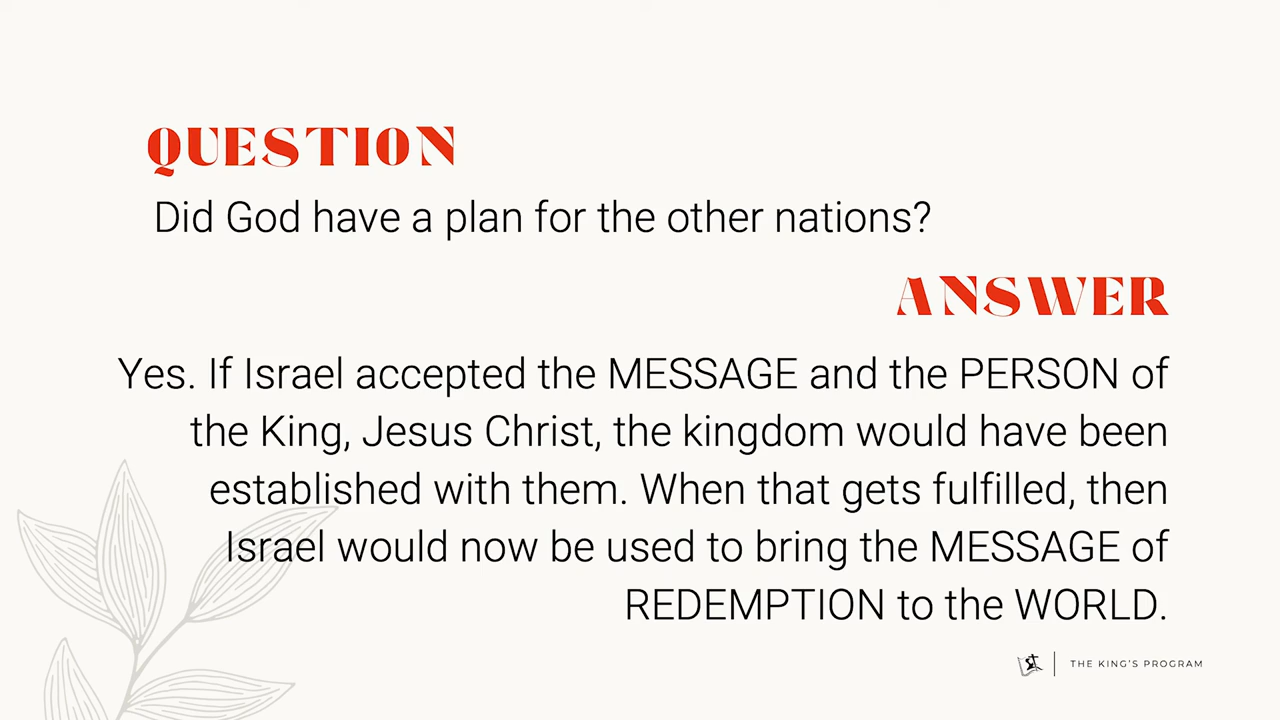 QUESTION
Did God have a plan for the other nations?
ANSWER
Yes. If Israel accepted the MESSAGE and the PERSON of
the King, Jesus Christ, the kingdom would have been
established with them. When that gets fulfilled, then
Israel would now be used to bring the MESSAGE of
REDEMPTION to the WORLD.
THE KING'S PROGRAM